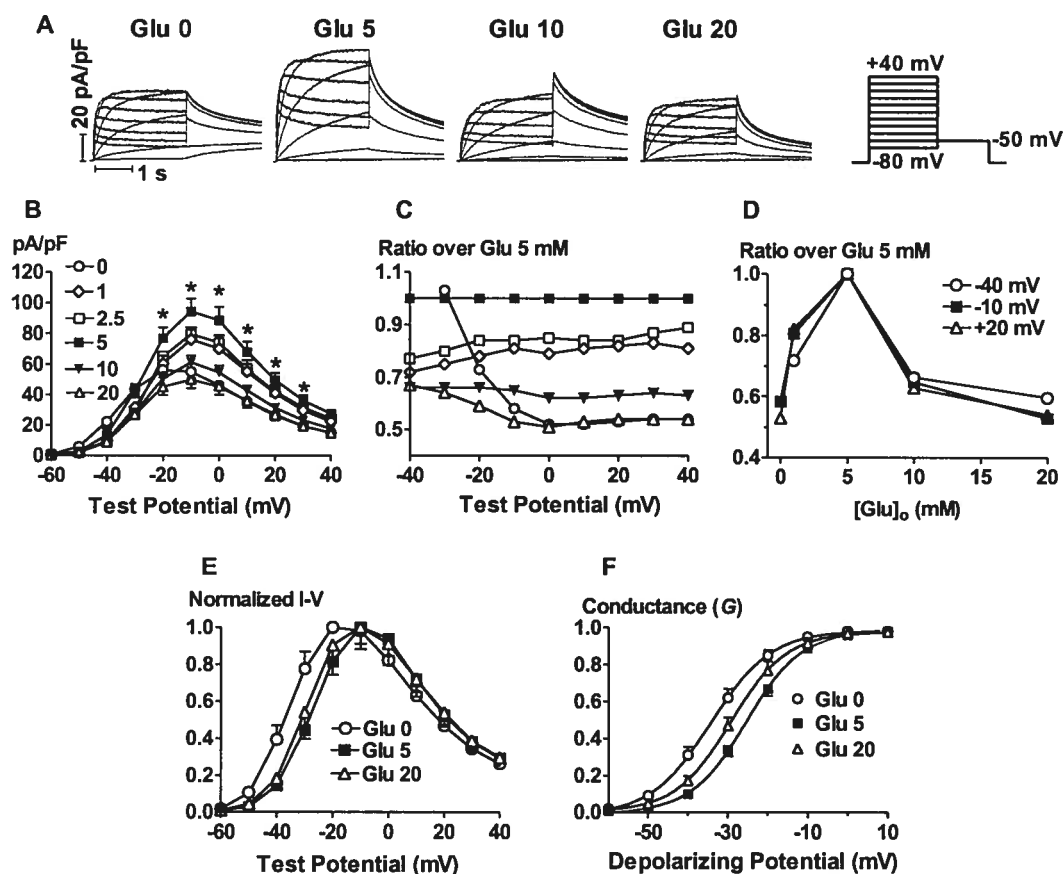 A
Glu 0
Glu 5
Glu 10
Glu 20
20 pA/pF
1 s
+40 mV
-50 mV
-80 mV
B
pA/pF
120
100
80
60
40
20
0
0
1
2.5
5
10
20
* * * * * *
-60 -40 -20 0 20 40
Test Potential (mV)
C
Ratio over Glu 5 mM
1.1
0.9
0.7
0.5
-40 -20 0 20 40
Test Potential (mV)
D
Ratio over Glu 5 mM
1.0
0.8
0.6
0.4
-40 mV
-10 mV
+20 mV
0 5 10 15 20
[Glu]o (mM)
E
Normalized I-V
1.0
0.8
0.6
0.4
0.2
0.0
Glu 0
Glu 5
Glu 20
-60 -40 -20 0 20 40
Test Potential (mV)
F
Conductance (G)
1.0
0.8
0.6
0.4
0.2
0.0
Glu 0
Glu 5
Glu 20
-50 -30 -10 10
Depolarizing Potential (mV)